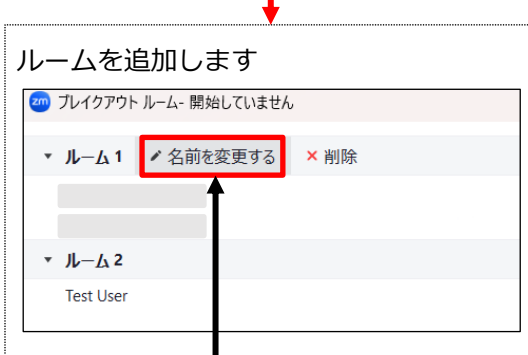 ルームを追加します
zm ブレイクアウト ルーム- 開始していません
ルーム 1 名前を変更する × 削除
ルーム 2
Test User